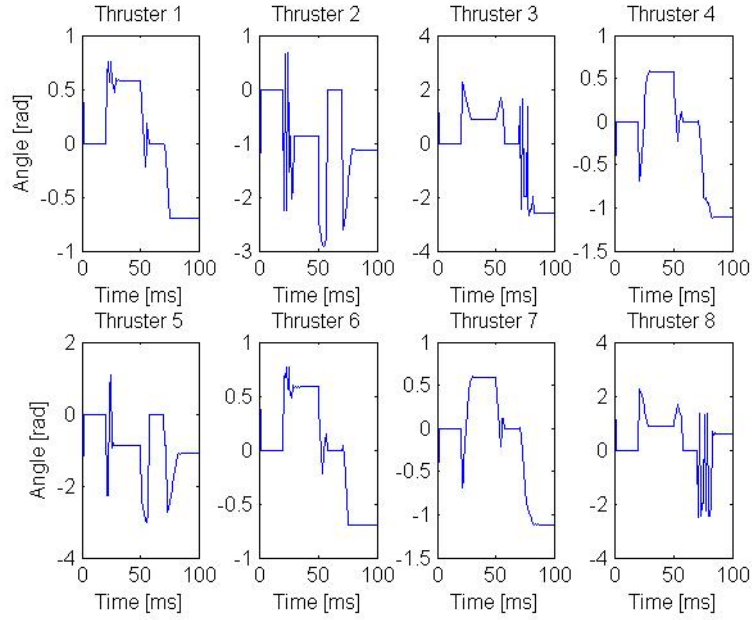 Thruster 1 Thruster 2 Thruster 3 Thruster 4
1 1 4 1
0.5 0 2 0.5
0 -1 0 0
-0.5 -2 -2 -0.5 -1
-1 -3 -4 -1.5
Angle [rad]
0 50 100 0 50 100 0 50 100 0 50 100
Time [ms] Time [ms] Time [ms] Time [ms]
Thruster 5 Thruster 6 Thruster 7 Thruster 8
2 1 1 4
0 0.5 0.5 2
-2 0 0 0
-4 -0.5 -0.5 -2
-1 -1 -4
-1.5
Angle [rad]
0 50 100 0 50 100 0 50 100 0 50 100
Time [ms] Time [ms] Time [ms] Time [ms]